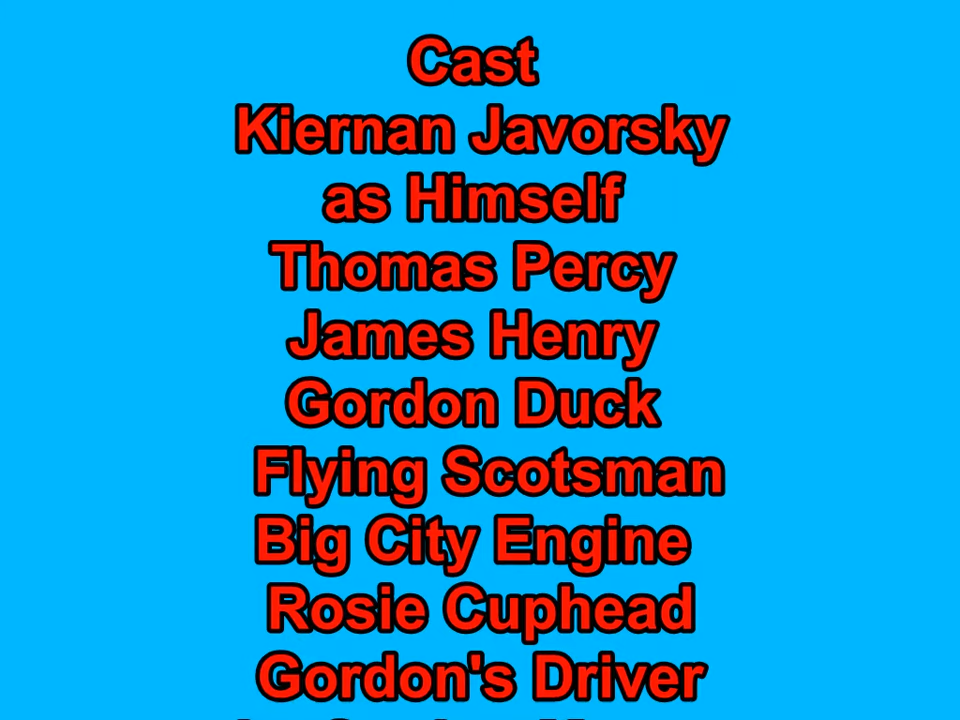 Cast
Kiernan Javorsky
as Himself
Thomas Percy
James Henry
Gordon Duck
Flying Scotsman
Big City Engine
Rosie Cuphead
Gordon's Driver